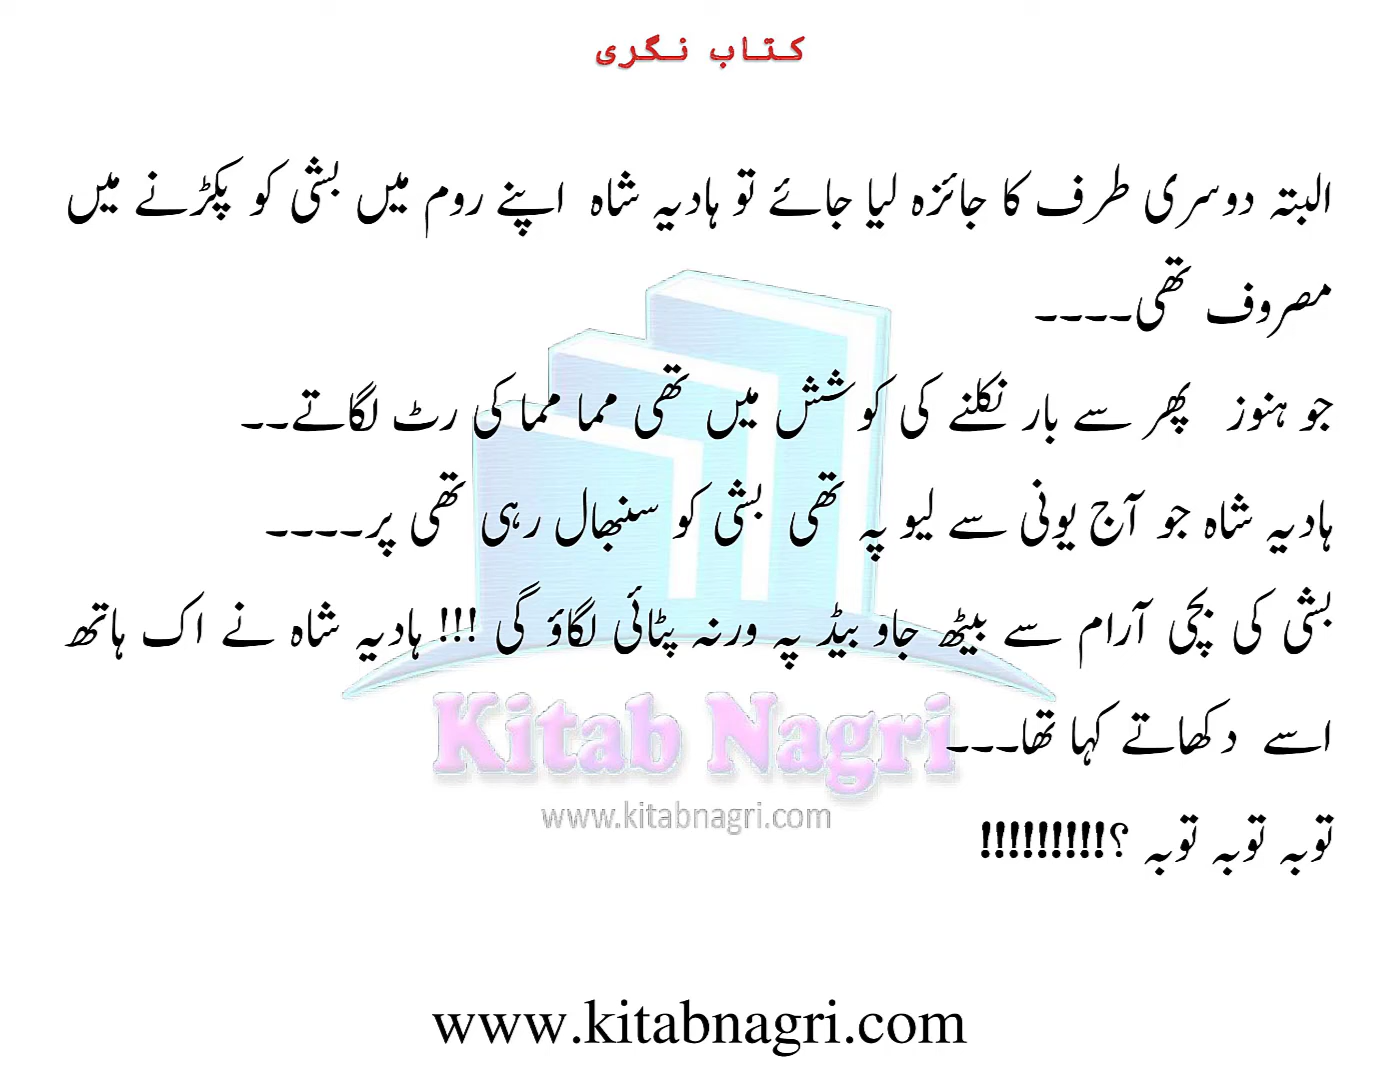 کتاب نگری
البتہ دوسری طرف کا جائزہ لیا جائے تو ہادیہ شاہ اپنے روم میں بشی کو پکڑنے میں
مصروف تھی۔۔۔۔
جو ہنوز پھر سے بار نکلنے کی کوشش میں تھی مما مما کی رٹ لگاتے۔۔
ہادیہ شاہ جو آج یونی سے لیو پہ تھی بشی کو سنبھال رہی تھی پر۔۔۔۔
بشی کی بچی آرام سے بیٹھ جاو بیڈ پہ ورنہ پٹائی لگاؤ گی !!! ہادیہ شاہ نے اک ہاتھ
اسے دکھاتے کہا تھا۔۔۔
توبہ توبہ توبہ ؟!!!!!!!!!
Kitab Nagri
www.kitabnagri.com
www.kitabnagri.com